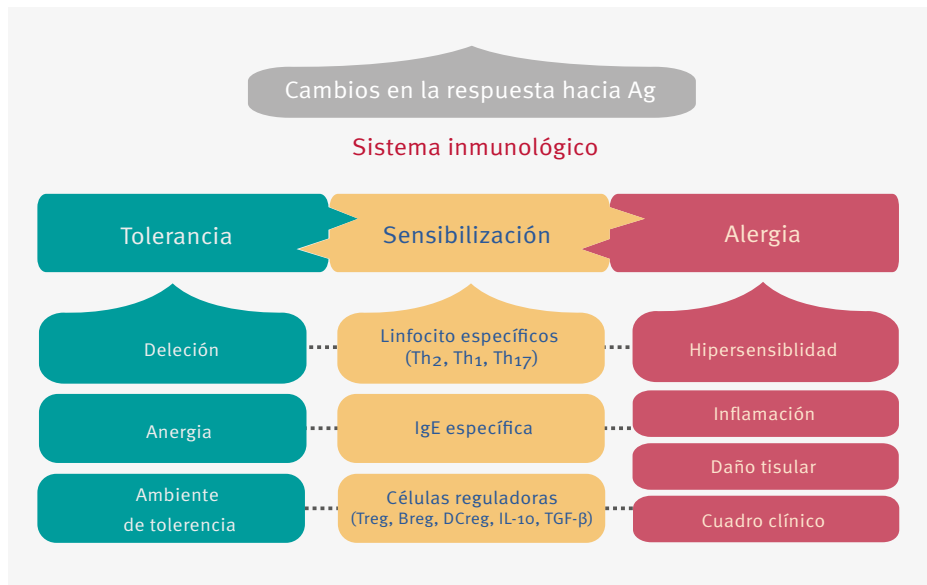 Cambios en la respuesta hacia Ag
Sistema inmunológico
Tolerancia
Sensibilización
Alergia
Deleción
Linfocito específicos
(Th2, Th1, Th17)
Hipersensiblidad
Anergia
IgE específica
Inflamación
Daño tisular
Ambiente
de tolerencia
Células reguladoras
(Treg, Breg, DCreg, IL-10, TGF-β)
Cuadro clínico